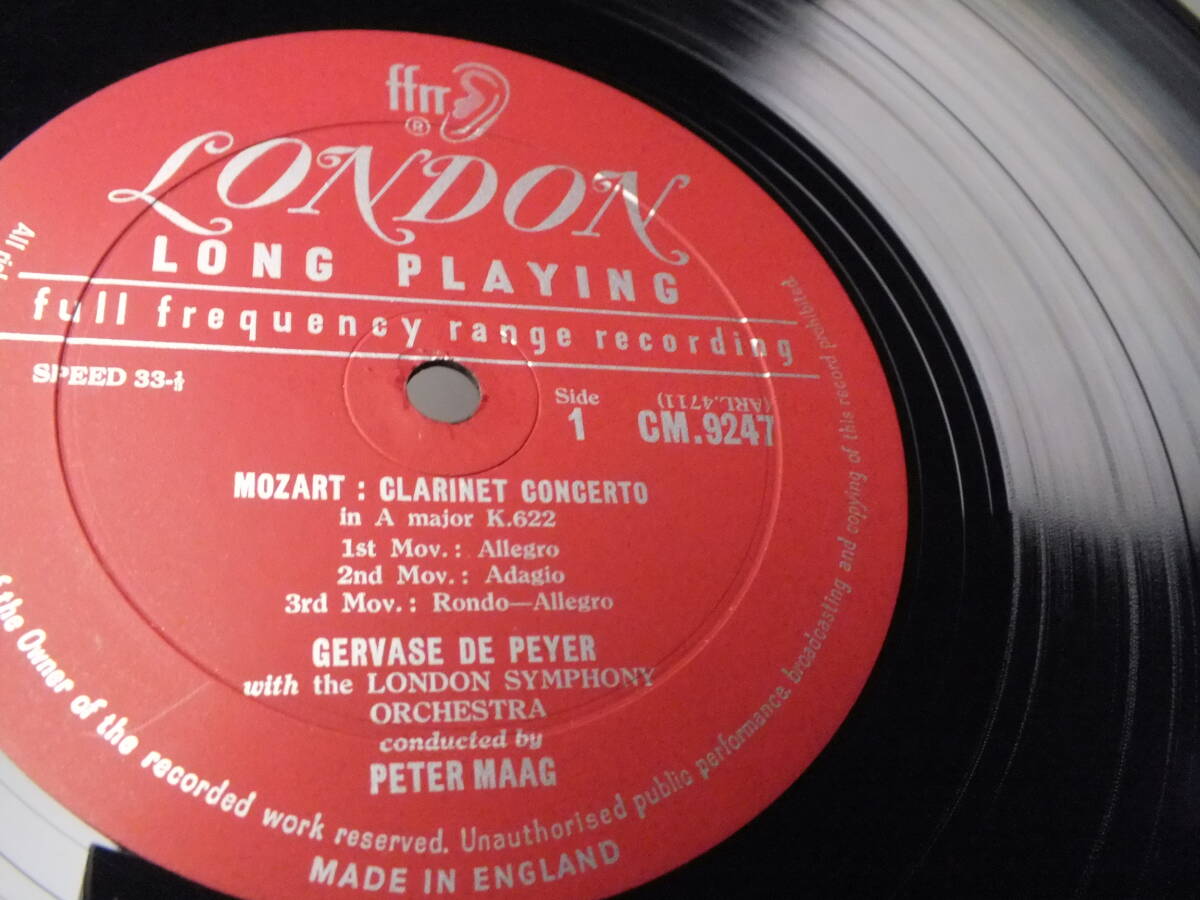 ffrr
®
LONDON
LONG PLAYING
full frequency range recording
SPEED 33-⅓
Side
1
(ARL.4711)
CM.9247
MOZART : CLARINET CONCERTO
in A major K.622
1st Mov.: Allegro
2nd Mov.: Adagio
3rd Mov.: Rondo—Allegro
GERVASE DE PEYER
with the LONDON SYMPHONY
ORCHESTRA
conducted by
PETER MAAG
All
of the Owner of the recorded work reserved. Unauthorised public performance, broadcasting and copying of this record prohibited.
MADE IN ENGLAND